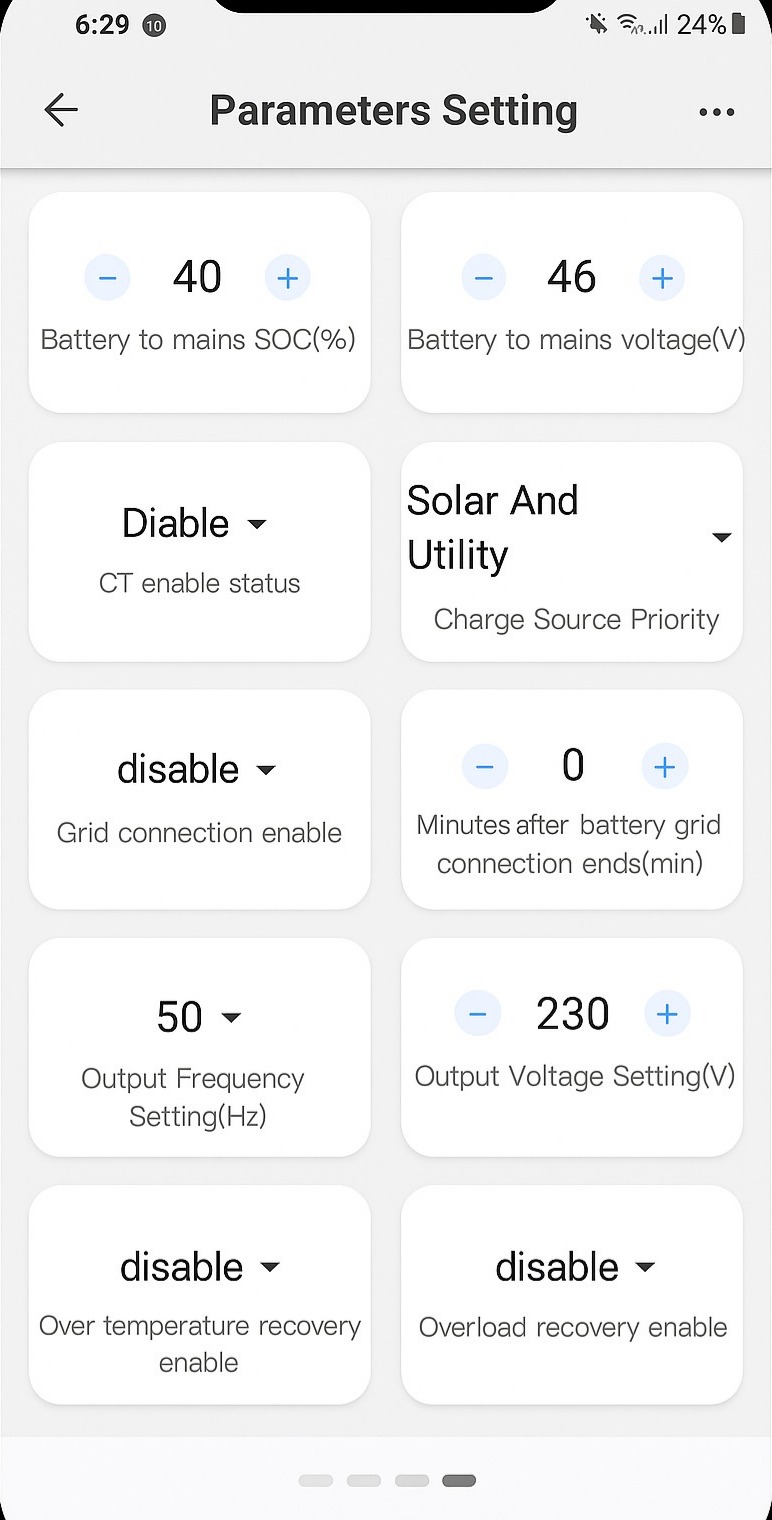 6:29 10 24%
Parameters Setting
40
Battery to mains SOC(%)
46
Battery to mains voltage(V)
Diable
CT enable status
Solar And
Utility
Charge Source Priority
disable
Grid connection enable
0
Minutes after battery grid
connection ends(min)
50
Output Frequency
Setting(Hz)
230
Output Voltage Setting(V)
disable
Over temperature recovery
enable
disable
Overload recovery enable